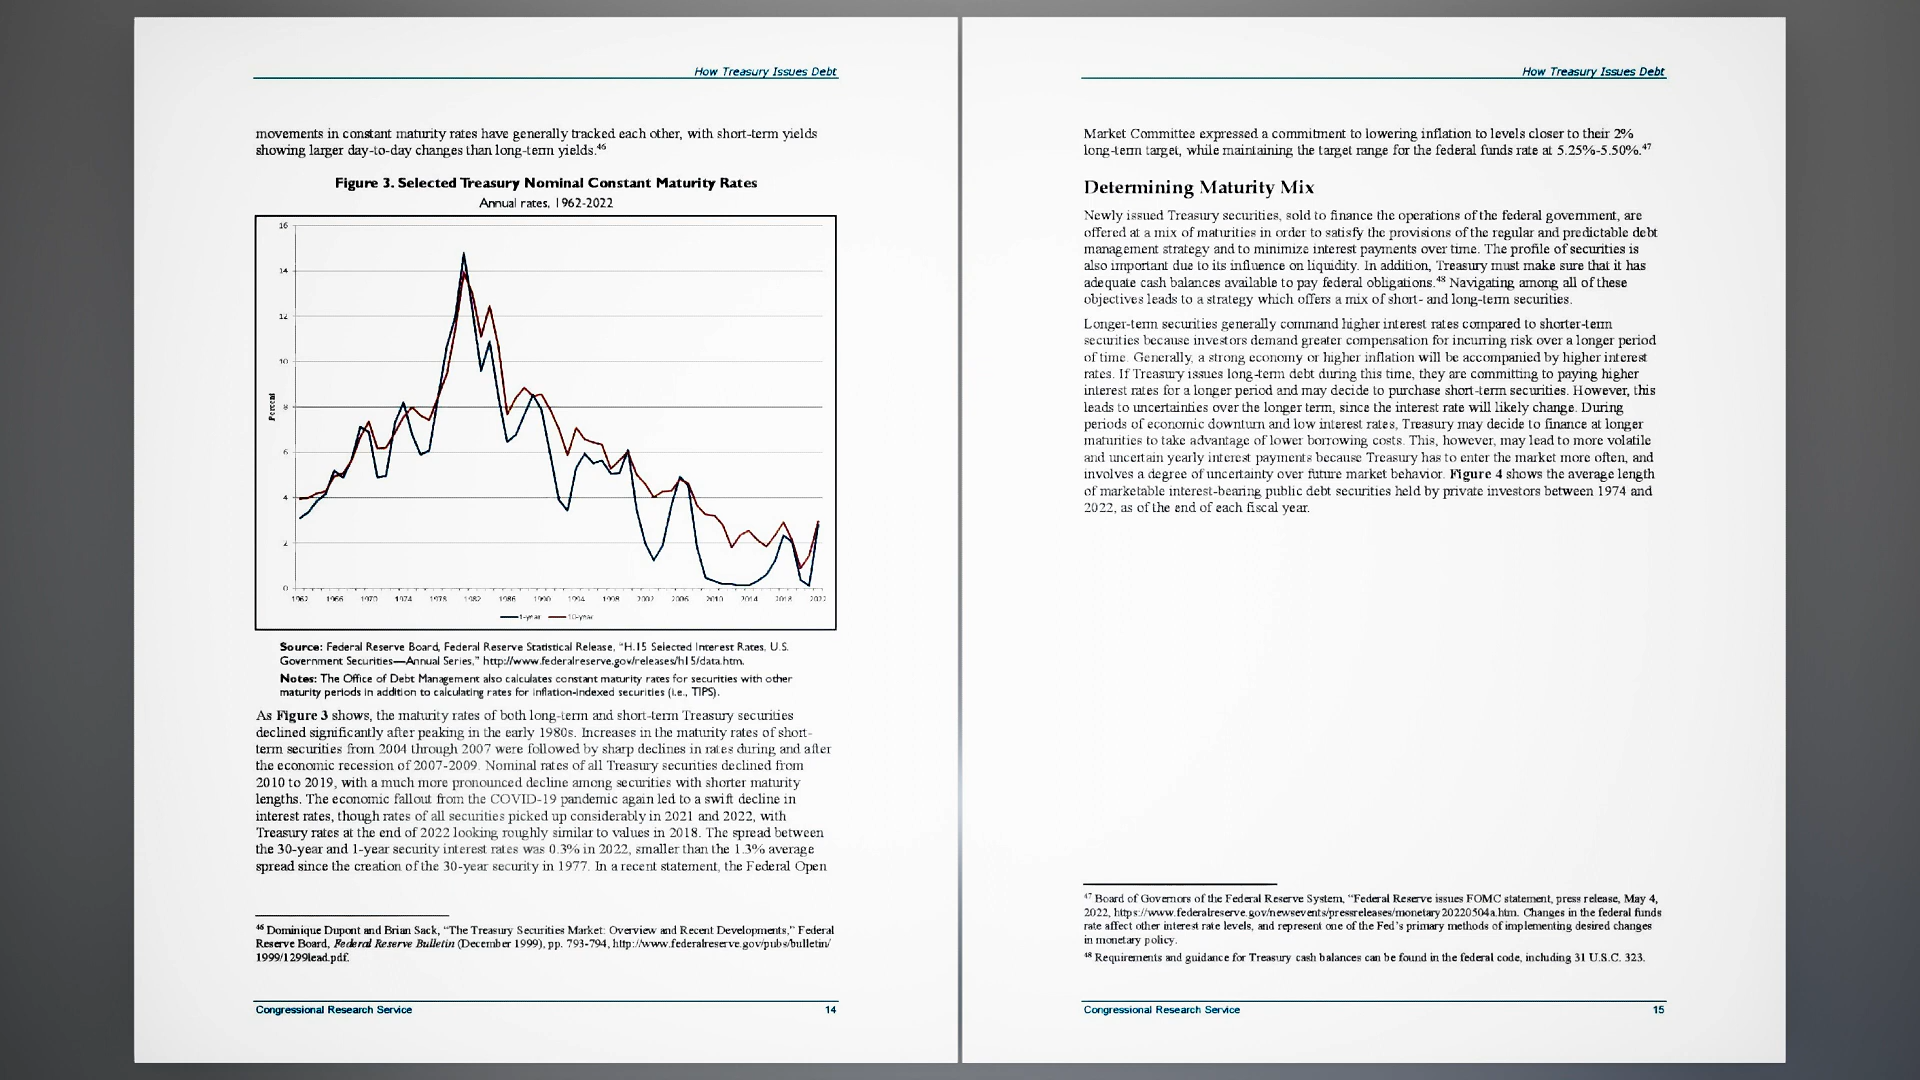 How Treasury Issues Debt
movements in constant maturity rates have generally tracked each other, with short-term yields
showing larger day-to-day changes than long-term yields.46
Figure 3. Selected Treasury Nominal Constant Maturity Rates
Annual rates, 1962-2022
16
14
12
10
8
6
4
2
0
Percent
1962 1966 1970 1974 1978 1982 1986 1990 1994 1998 2002 2006 2010 2014 2018 2022
1-year 10-year
Source: Federal Reserve Board, Federal Reserve Statistical Release, “H.15 Selected Interest Rates, U.S.
Government Securities—Annual Series,” http://www.federalreserve.gov/releases/h15/data.htm.
Notes: The Office of Debt Management also calculates constant maturity rates for securities with other
maturity periods in addition to calculating rates for inflation-indexed securities (i.e., TIPS).
As Figure 3 shows, the maturity rates of both long-term and short-term Treasury securities
declined significantly after peaking in the early 1980s. Increases in the maturity rates of short-
term securities from 2004 through 2007 were followed by sharp declines in rates during and after
the economic recession of 2007-2009. Nominal rates of all Treasury securities declined from
2010 to 2019, with a much more pronounced decline among securities with shorter maturity
lengths. The economic fallout from the COVID-19 pandemic again led to a swift decline in
interest rates, though rates of all securities picked up considerably in 2021 and 2022, with
Treasury rates at the end of 2022 looking roughly similar to values in 2018. The spread between
the 30-year and 1-year security interest rates was 0.3% in 2022, smaller than the 1.3% average
spread since the creation of the 30-year security in 1977. In a recent statement, the Federal Open
46 Dominique Dupont and Brian Sack, “The Treasury Securities Market: Overview and Recent Developments,” Federal
Reserve Board, Federal Reserve Bulletin (December 1999), pp. 793-794, http://www.federalreserve.gov/pubs/bulletin/
1999/1299lead.pdf.
Congressional Research Service 14
How Treasury Issues Debt
Market Committee expressed a commitment to lowering inflation to levels closer to their 2%
long-term target, while maintaining the target range for the federal funds rate at 5.25%-5.50%.47
Determining Maturity Mix
Newly issued Treasury securities, sold to finance the operations of the federal government, are
offered at a mix of maturities in order to satisfy the provisions of the regular and predictable debt
management strategy and to minimize interest payments over time. The profile of securities is
also important due to its influence on liquidity. In addition, Treasury must make sure that it has
adequate cash balances available to pay federal obligations.48 Navigating among all of these
objectives leads to a strategy which offers a mix of short- and long-term securities.
Longer-term securities generally command higher interest rates compared to shorter-term
securities because investors demand greater compensation for incurring risk over a longer period
of time. Generally, a strong economy or higher inflation will be accompanied by higher interest
rates. If Treasury issues long-term debt during this time, they are committing to paying higher
interest rates for a longer period and may decide to purchase short-term securities. However, this
leads to uncertainties over the longer term, since the interest rate will likely change. During
periods of economic downturn and low interest rates, Treasury may decide to finance at longer
maturities to take advantage of lower borrowing costs. This, however, may lead to more volatile
and uncertain yearly interest payments because Treasury has to enter the market more often, and
involves a degree of uncertainty over future market behavior. Figure 4 shows the average length
of marketable interest-bearing public debt securities held by private investors between 1974 and
2022, as of the end of each fiscal year.
47 Board of Governors of the Federal Reserve System, “Federal Reserve issues FOMC statement, press release, May 4,
2022, https://www.federalreserve.gov/newsevents/pressreleases/monetary20220504a.htm. Changes in the federal funds
rate affect other interest rate levels, and represent one of the Fed’s primary methods of implementing desired changes
in monetary policy.
48 Requirements and guidance for Treasury cash balances can be found in the federal code, including 31 U.S.C. 323.
Congressional Research Service 15